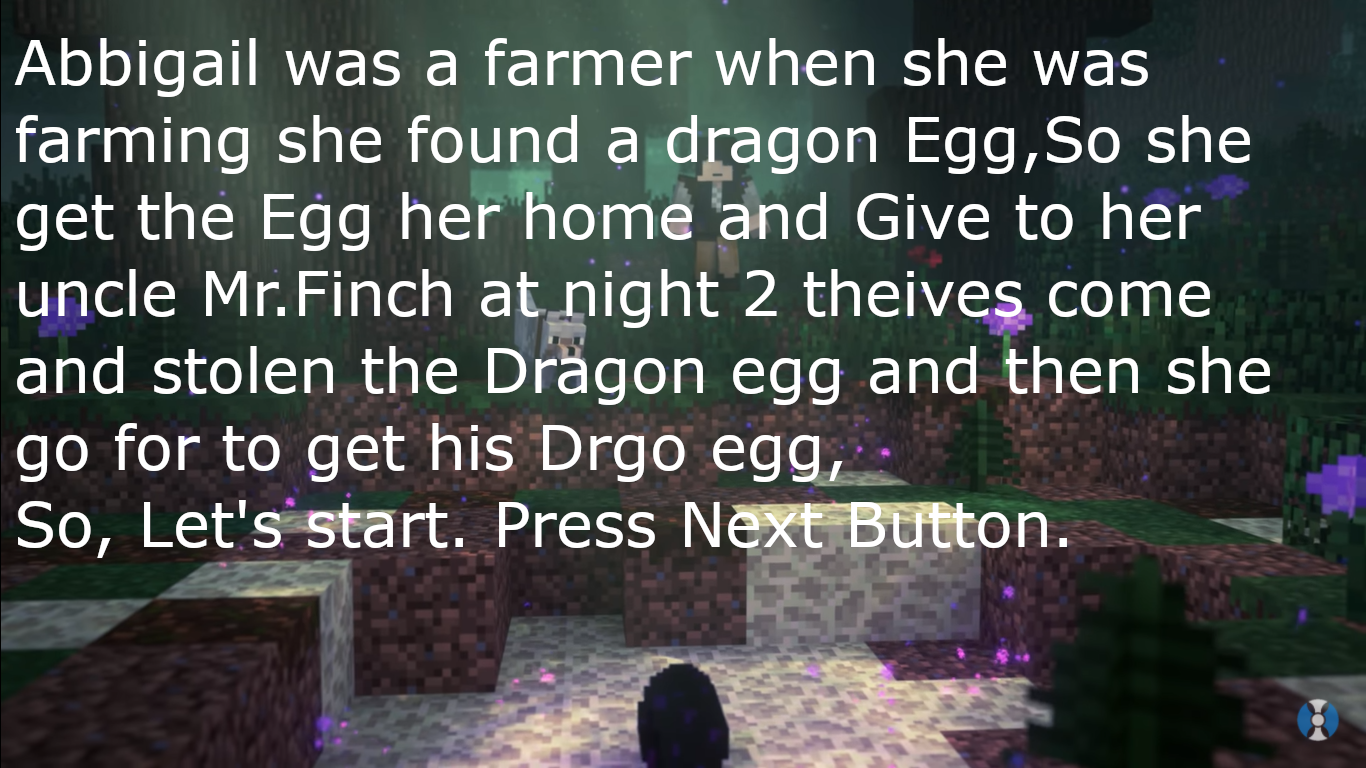 Abbigail was a farmer when she was
farming she found a dragon Egg,So she
get the Egg her home and Give to her
uncle Mr.Finch at night 2 theives come
and stolen the Dragon egg and then she
go for to get his Drgo egg,
So, Let's start. Press Next Button.